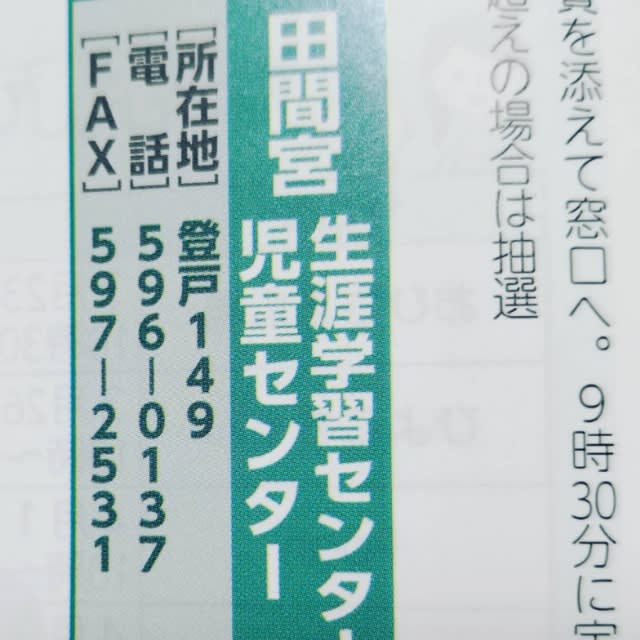 員を添えて窓口へ。9時30分に
超えの場合は抽選
田間宮
生涯学習センター
児童センター
[所在地] 登戸149
[電話] 596-0137
[FAX] 597-2531